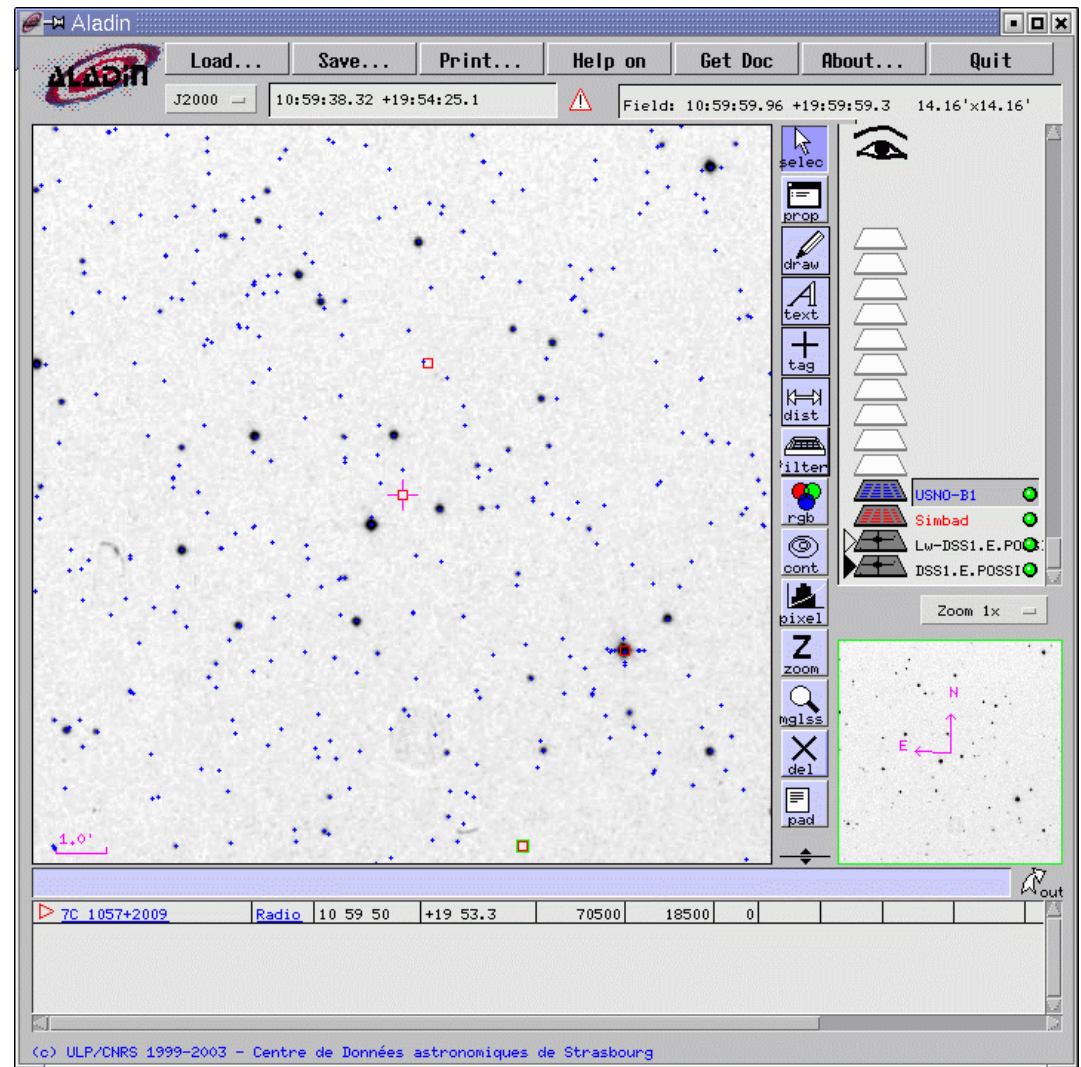 Aladin
ALADIN
Load... Save... Print... Help on Get Doc About... Quit
J2000 10:59:38.32 +19:54:25.1 Field: 10:59:59.96 +19:59:59.3 14.16'x14.16'
selec
prop
draw
text
tag
dist
filter
rgb
cont
pixel
zoom
mglss
del
pad
USNO-B1
Simbad
Lw-DSS1.E.POSS
DSS1.E.POSSI
Zoom 1x
N
E
1.0'
out
7C 1057+2009 Radio 10 59 50 +19 53.3 70500 18500 0
(c) ULP/CNRS 1999-2003 - Centre de Données astronomiques de Strasbourg